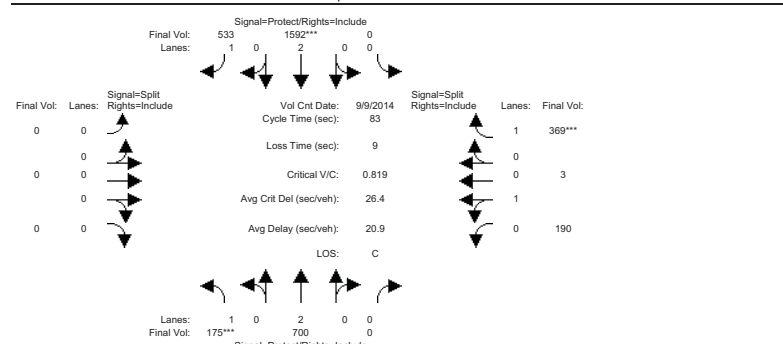 Signal=Protect/Rights=Include
Final Vol: 533 1592*** 0
Lanes: 1 0 2 0 0
Signal=Split Signal=Split
Final Vol: Lanes: Rights=Include Vol Cnt Date: 9/9/2014 Rights=Include Lanes: Final Vol:
Cycle Time (sec): 83
0 0 1 369***
Loss Time (sec): 9
0 0
0 0 Critical V/C: 0.819 0 3
0 Avg Crit Del (sec/veh): 26.4 1
0 0 Avg Delay (sec/veh): 20.9 0 190
LOS: C
Lanes: 1 0 2 0 0
Final Vol: 175*** 700 0
Signal=Protect/Rights=Include